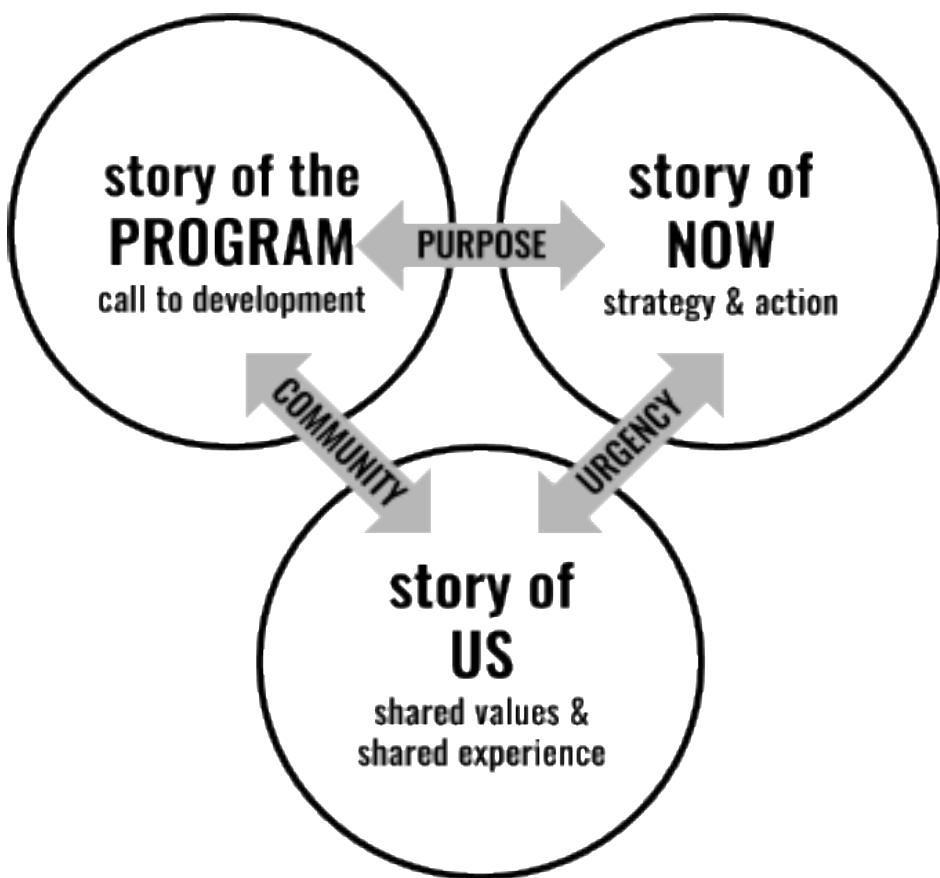 story of the
PROGRAM
call to development
PURPOSE
story of
NOW
strategy & action
COMMUNITY
URGENCY
story of
US
shared values &
shared experience